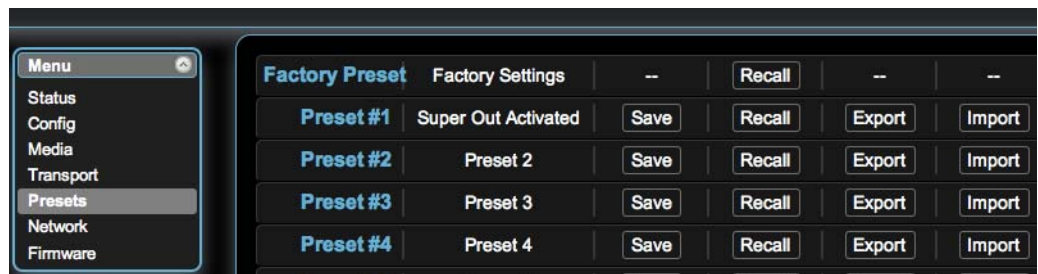 Menu
Status
Config
Media
Transport
Presets
Network
Firmware
Factory Preset Factory Settings -- Recall -- --
Preset #1 Super Out Activated Save Recall Export Import
Preset #2 Preset 2 Save Recall Export Import
Preset #3 Preset 3 Save Recall Export Import
Preset #4 Preset 4 Save Recall Export Import